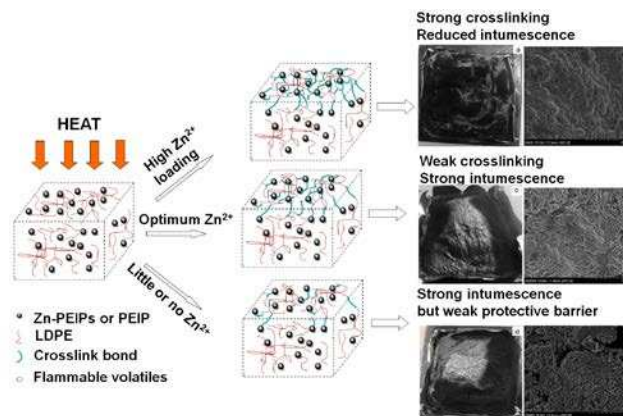 Strong crosslinking
Reduced intumescence
HEAT
High Zn²⁺
loading
Weak crosslinking
Strong intumescence
Optimum Zn²⁺
Little or no Zn²⁺
Strong intumescence
but weak protective barrier
Zn-PEIPs or PEIP
LDPE
Crosslink bond
Flammable volatiles